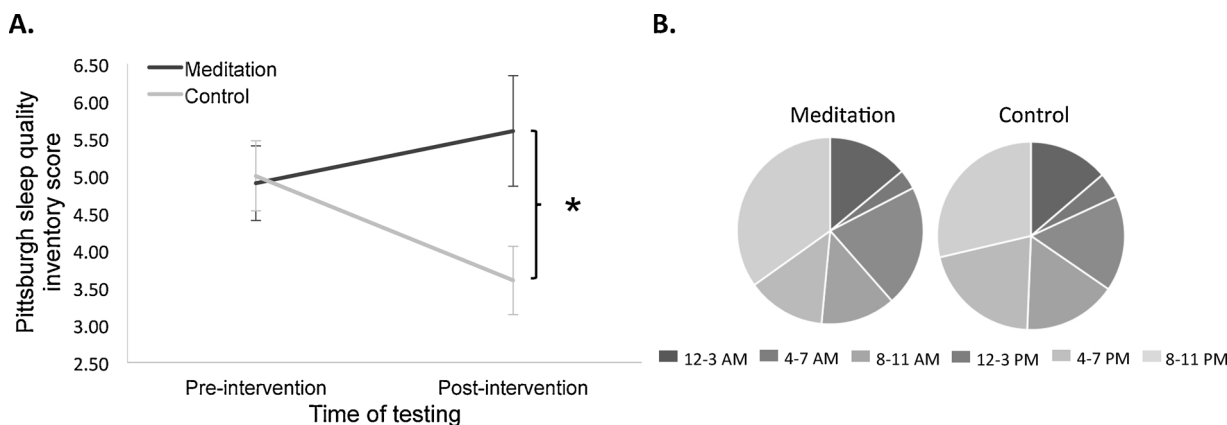 A.
B.
6.50
6.00
5.50
5.00
4.50
4.00
3.50
3.00
2.50
Pittsburgh sleep quality
inventory score
Meditation
Control
*
Pre-intervention
Post-intervention
Time of testing
Meditation
Control
12-3 AM
4-7 AM
8-11 AM
12-3 PM
4-7 PM
8-11 PM